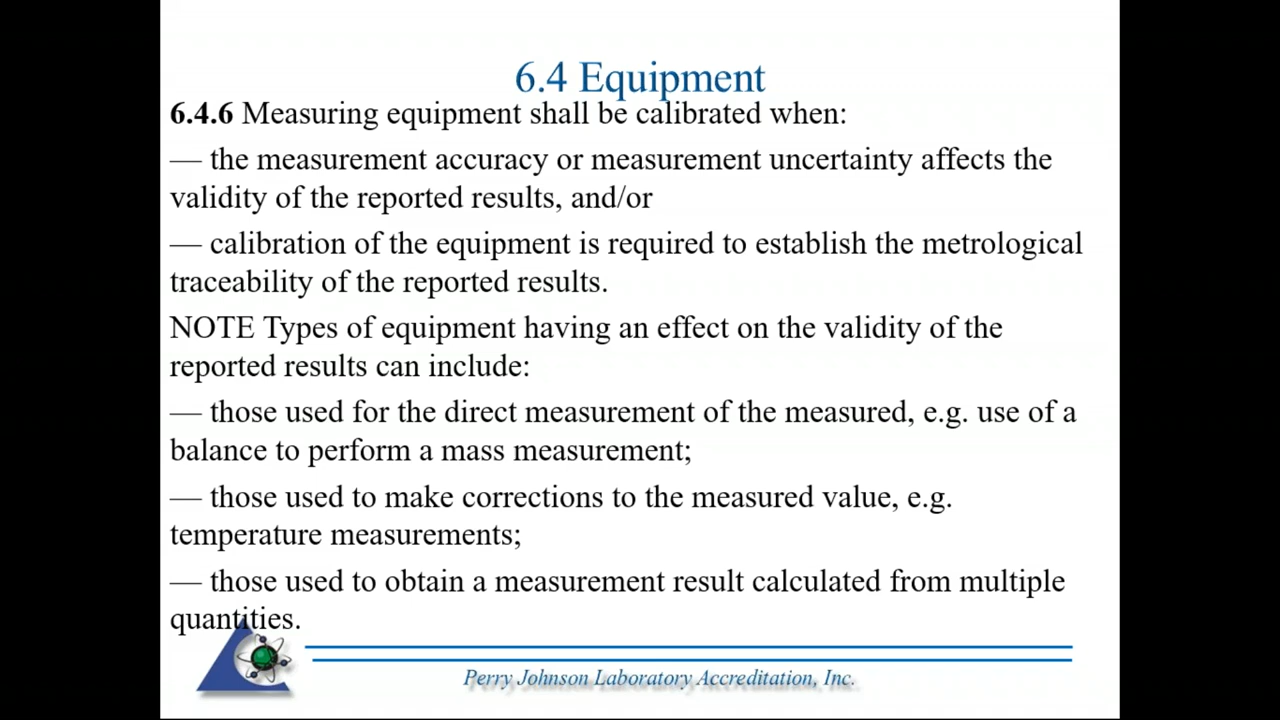 6.4 Equipment
6.4.6 Measuring equipment shall be calibrated when:
— the measurement accuracy or measurement uncertainty affects the
validity of the reported results, and/or
— calibration of the equipment is required to establish the metrological
traceability of the reported results.
NOTE Types of equipment having an effect on the validity of the
reported results can include:
— those used for the direct measurement of the measured, e.g. use of a
balance to perform a mass measurement;
— those used to make corrections to the measured value, e.g.
temperature measurements;
— those used to obtain a measurement result calculated from multiple
quantities.
Perry Johnson Laboratory Accreditation, Inc.